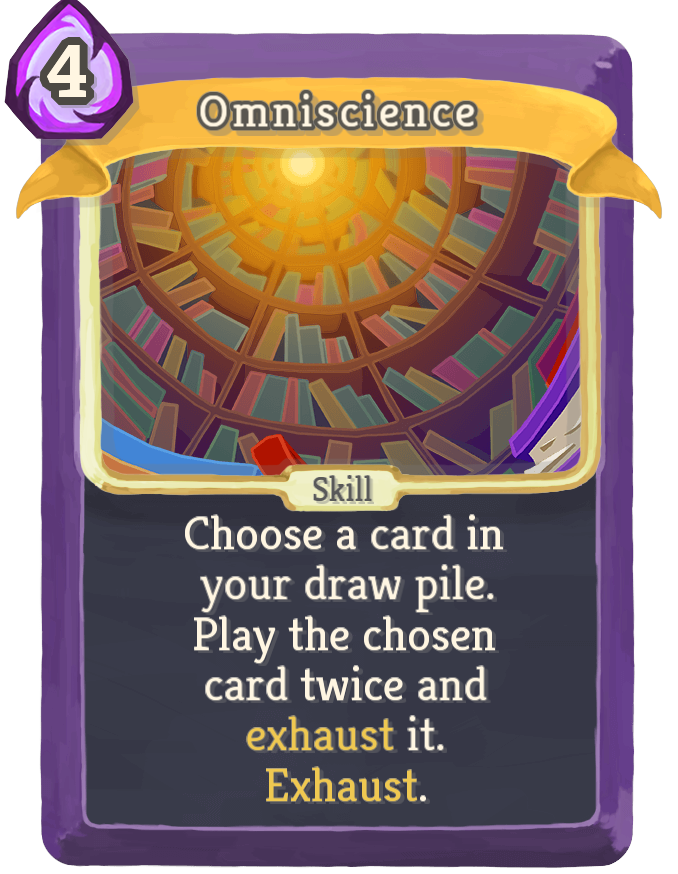 4
Omniscience
Skill
Choose a card in
your draw pile.
Play the chosen
card twice and
exhaust it.
Exhaust.